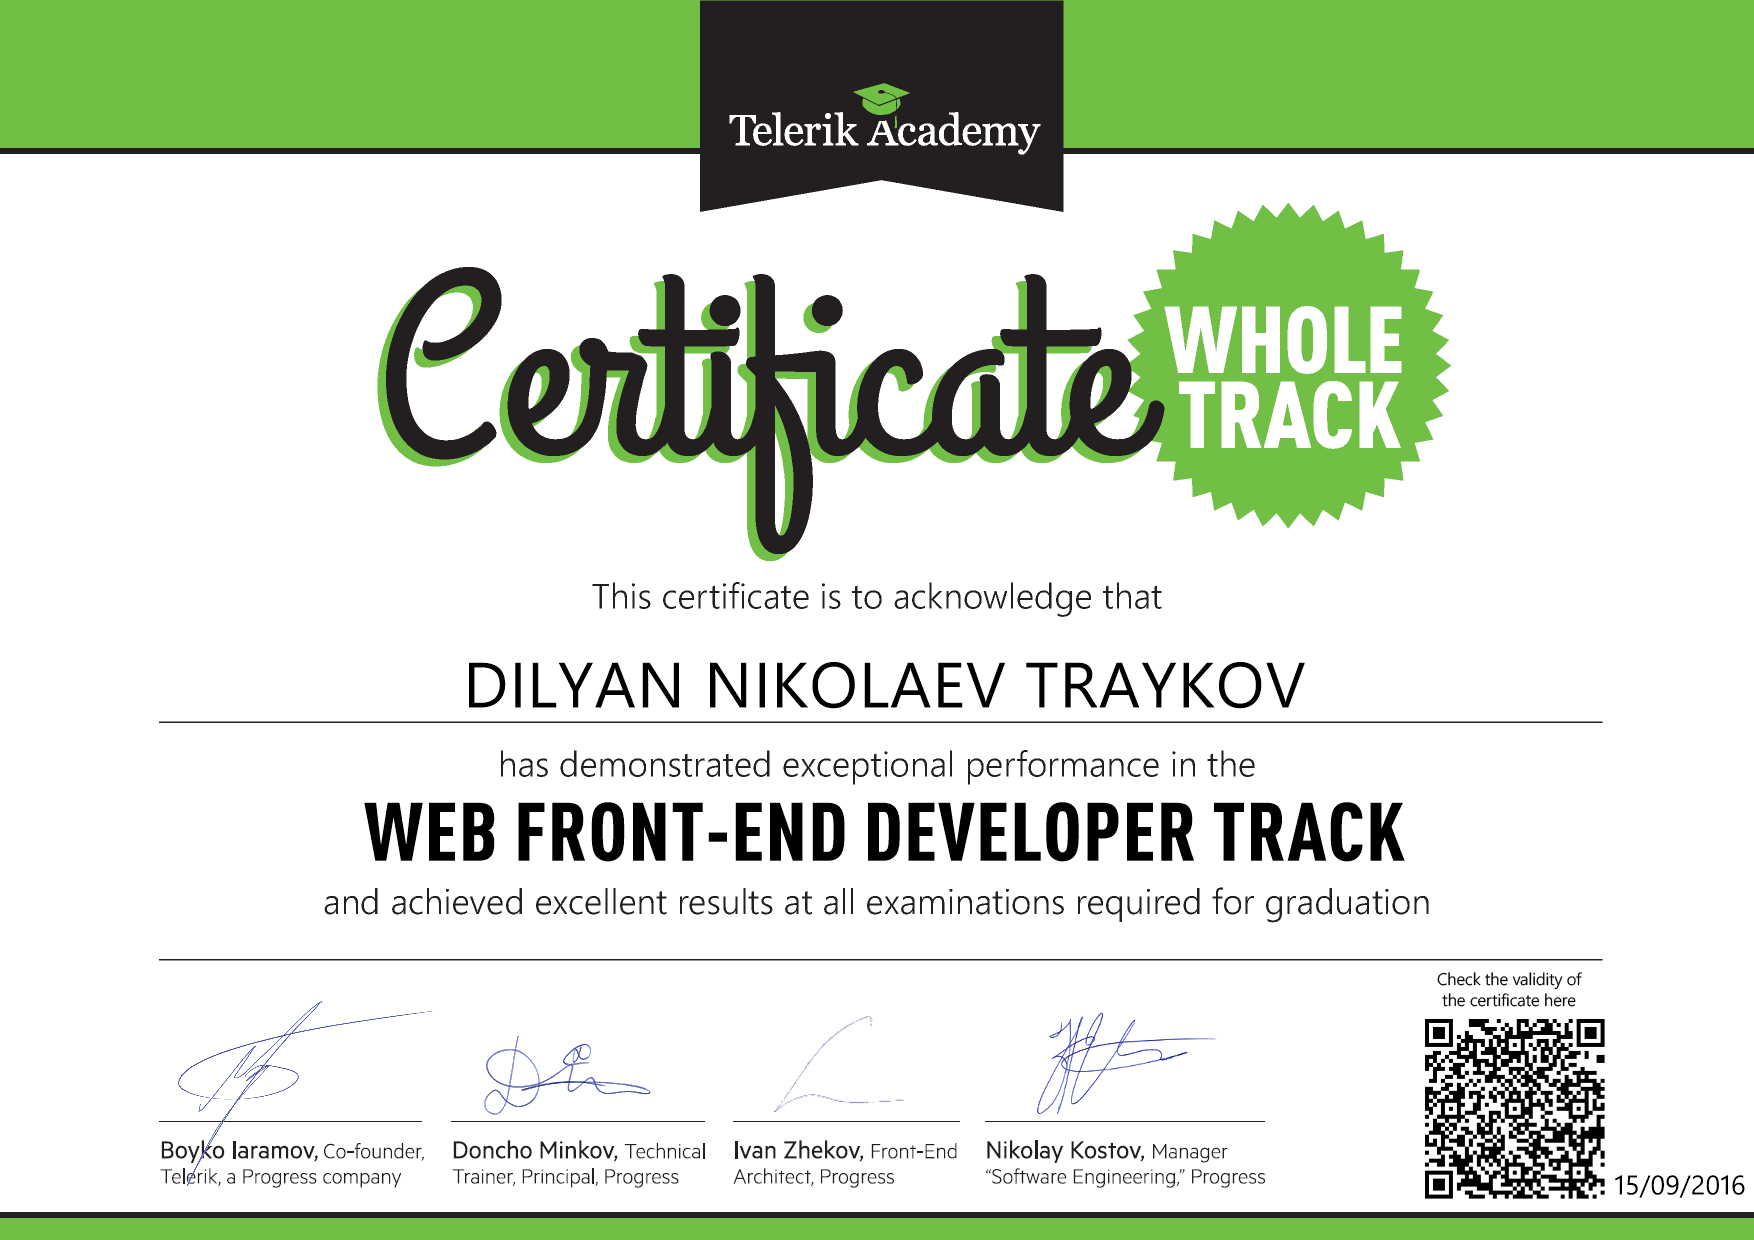 Telerik Academy
Certificate
WHOLE
TRACK
This certificate is to acknowledge that
DILYAN NIKOLAEV TRAYKOV
has demonstrated exceptional performance in the
WEB FRONT-END DEVELOPER TRACK
and achieved excellent results at all examinations required for graduation
Check the validity of
the certificate here
Boyko Iaramov, Co-founder,
Telerik, a Progress company
Doncho Minkov, Technical
Trainer, Principal, Progress
Ivan Zhekov, Front-End
Architect, Progress
Nikolay Kostov, Manager
“Software Engineering,” Progress
15/09/2016